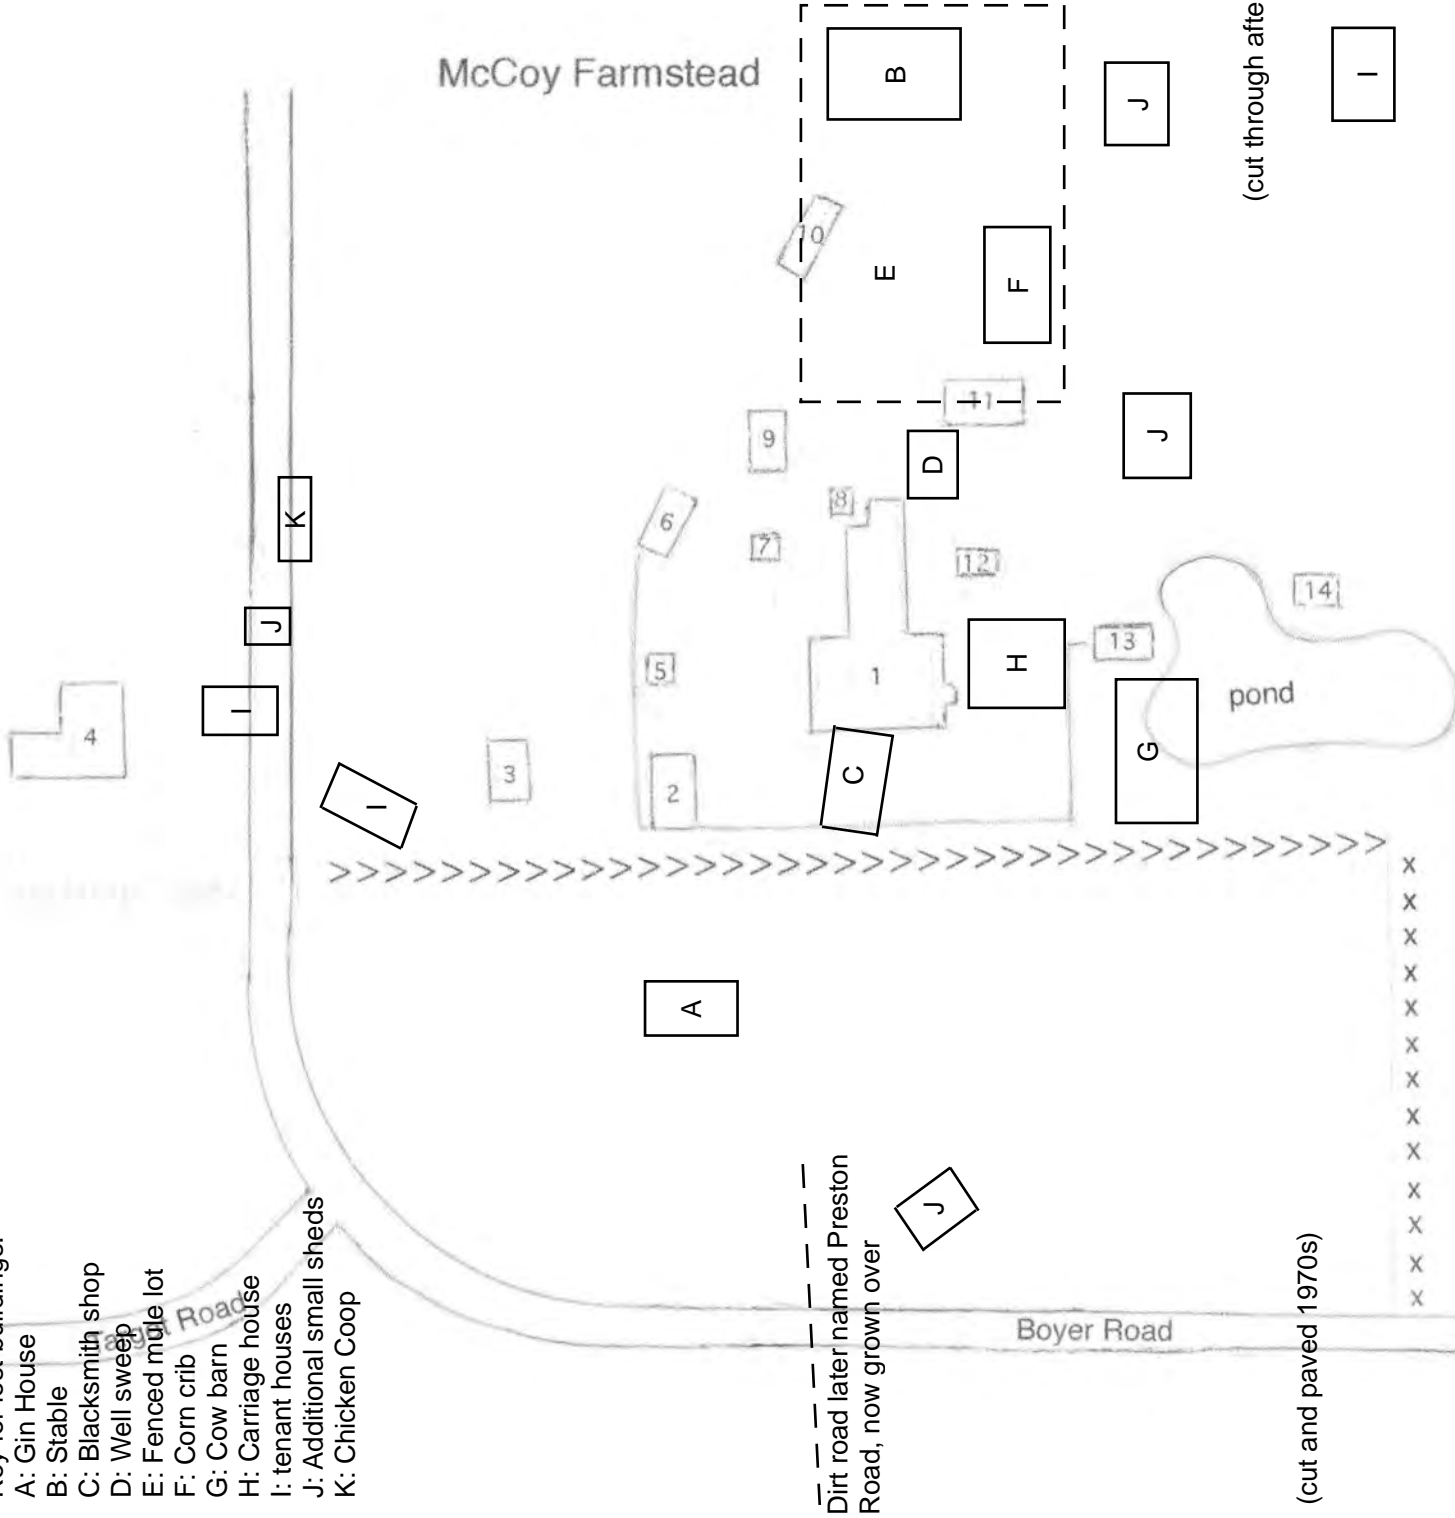 McCoy Farmstead
Key for lost buildings:
A: Gin House
B: Stable
C: Blacksmith shop
D: Well sweep
E: Fenced mule lot
F: Corn crib
G: Cow barn
H: Carriage house
I: tenant houses
J: Additional small sheds
K: Chicken Coop
Target Road
Boyer Road
Dirt road later named Preston
Road, now grown over
(cut and paved 1970s)
(cut through afte
pond
1
2
3
4
5
6
7
8
9
10
11
12
13
14
A
B
C
D
E
F
G
H
I
I
I
J
J
J
J
K
>>>>>>>>>>>>>>>>>>>>>>>>>>>>>>>>>>>>>>
x x x x x x x x x x x x x